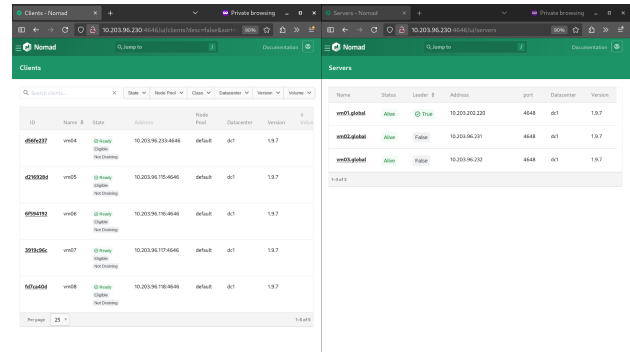 Clients - Nomad
Private browsing
10.203.96.230:4646/ui/clients?desc=false&sort=
90%
Nomad
Jump to
/
Documentation
Clients
Search clients...
State
Node Pool
Class
Datacenter
Version
Volume
ID
Name
State
Address
Node Pool
Datacenter
Version
# Volun
d56fe237 vm04 Ready 10.203.96.233:4646 default dc1 1.9.7
Eligible
Not Draining
d216928d vm05 Ready 10.203.96.115:4646 default dc1 1.9.7
Eligible
Not Draining
6f594192 vm06 Ready 10.203.96.116:4646 default dc1 1.9.7
Eligible
Not Draining
3919c96c vm07 Ready 10.203.96.117:4646 default dc1 1.9.7
Eligible
Not Draining
fd7ca40d vm08 Ready 10.203.96.118:4646 default dc1 1.9.7
Eligible
Not Draining
Per page 25
1–5 of 5
Servers - Nomad
Private browsing
10.203.96.230:4646/ui/servers
90%
Nomad
Jump to
/
Docu
Servers
Name Status Leader Address port Datacenter Version
vm01.global Alive True 10.203.202.220 4648 dc1 1.9.7
vm02.global Alive False 10.203.96.231 4648 dc1 1.9.7
vm03.global Alive False 10.203.96.232 4648 dc1 1.9.7
1–3 of 3